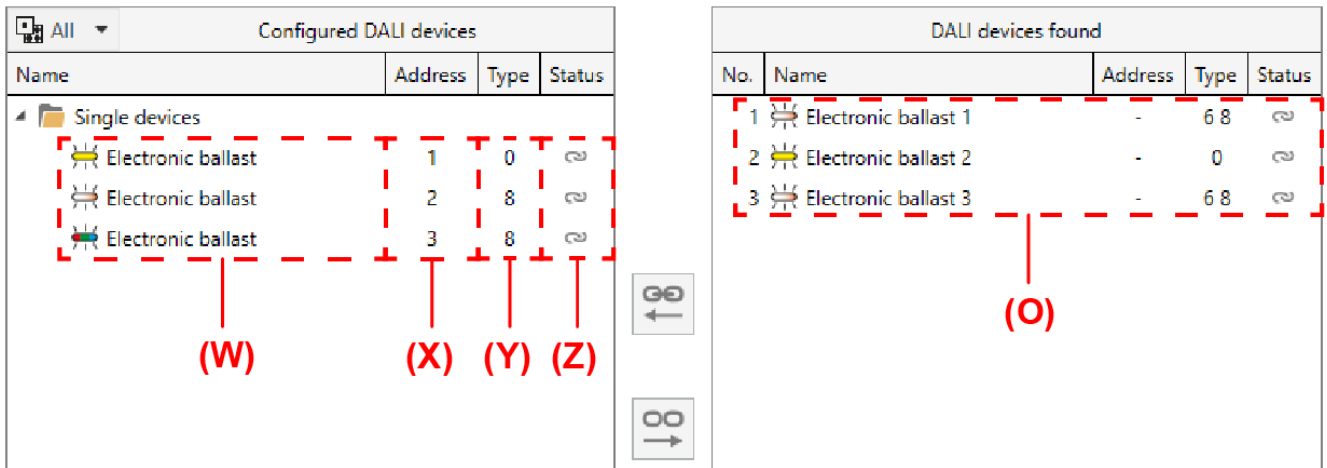 All Configured DALI devices
Name Address Type Status
Single devices
Electronic ballast 1 0
Electronic ballast 2 8
Electronic ballast 3 8
(W) (X) (Y) (Z)
DALI devices found
No. Name Address Type Status
1 Electronic ballast 1 - 6 8
2 Electronic ballast 2 - 0
3 Electronic ballast 3 - 6 8
(O)